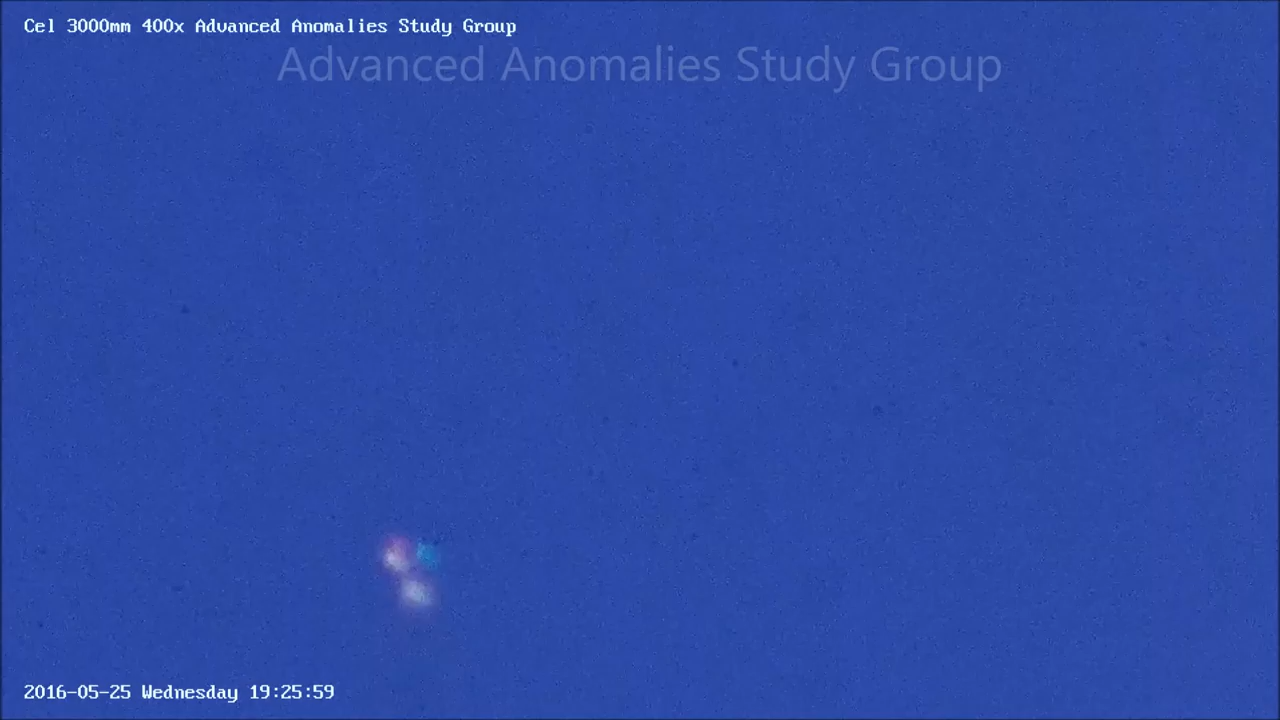 Cel 3000mm 400x Advanced Anomalies Study Group
Advanced Anomalies Study Group
2016-05-25 Wednesday 19:25:59